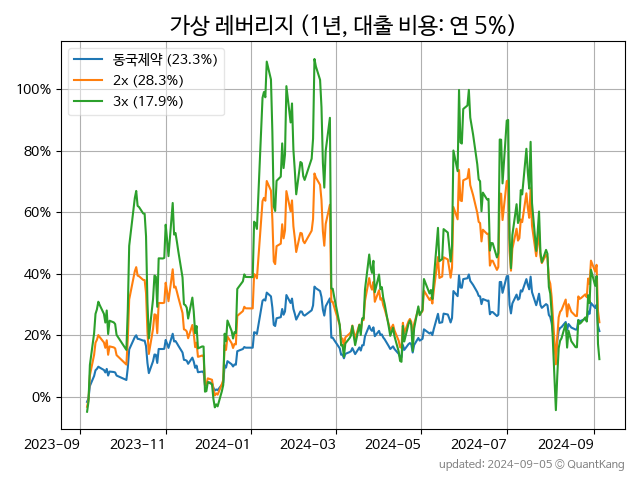 가상 레버리지 (1년, 대출 비용: 연 5%)
동국제약 (23.3%)
2x (28.3%)
3x (17.9%)
100%
80%
60%
40%
20%
0%
2023-09 2023-11 2024-01 2024-03 2024-05 2024-07 2024-09
updated: 2024-09-05 © QuantKang